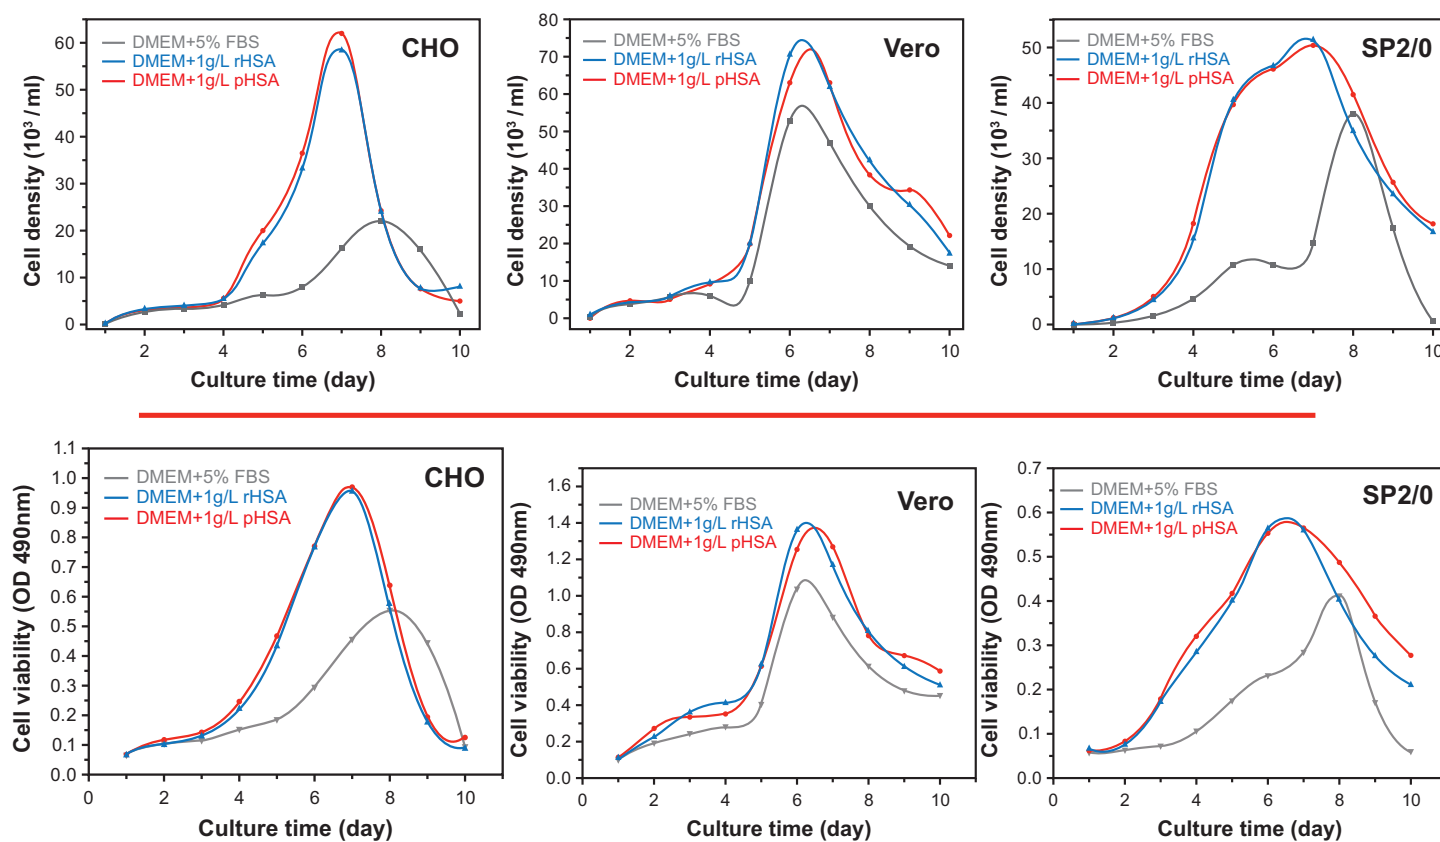 CHO
DMEM+5% FBS
DMEM+1g/L rHSA
DMEM+1g/L pHSA
Cell density (10³ / ml)
60
50
40
30
20
10
0
2 4 6 8 10
Culture time (day)
Vero
DMEM+5% FBS
DMEM+1g/L rHSA
DMEM+1g/L pHSA
Cell density (10³ / ml)
80
70
60
50
40
30
20
10
0
2 4 6 8 10
Culture time (day)
SP2/0
DMEM+5% FBS
DMEM+1g/L rHSA
DMEM+1g/L pHSA
Cell density (10³ / ml)
50
40
30
20
10
0
2 4 6 8 10
Culture time (day)
CHO
DMEM+5% FBS
DMEM+1g/L rHSA
DMEM+1g/L pHSA
Cell viability (OD 490nm)
1.1
1.0
0.9
0.8
0.7
0.6
0.5
0.4
0.3
0.2
0.1
0.0
0 2 4 6 8 10
Culture time (day)
Vero
DMEM+5% FBS
DMEM+1g/L rHSA
DMEM+1g/L pHSA
Cell viability (OD 490nm)
1.6
1.4
1.2
1.0
0.8
0.6
0.4
0.2
0.0
0 2 4 6 8 10
Culture time (day)
SP2/0
DMEM+5% FBS
DMEM+1g/L rHSA
DMEM+1g/L pHSA
Cell viability (OD 490nm)
0.7
0.6
0.5
0.4
0.3
0.2
0.1
0.0
0 2 4 6 8 10
Culture time (day)